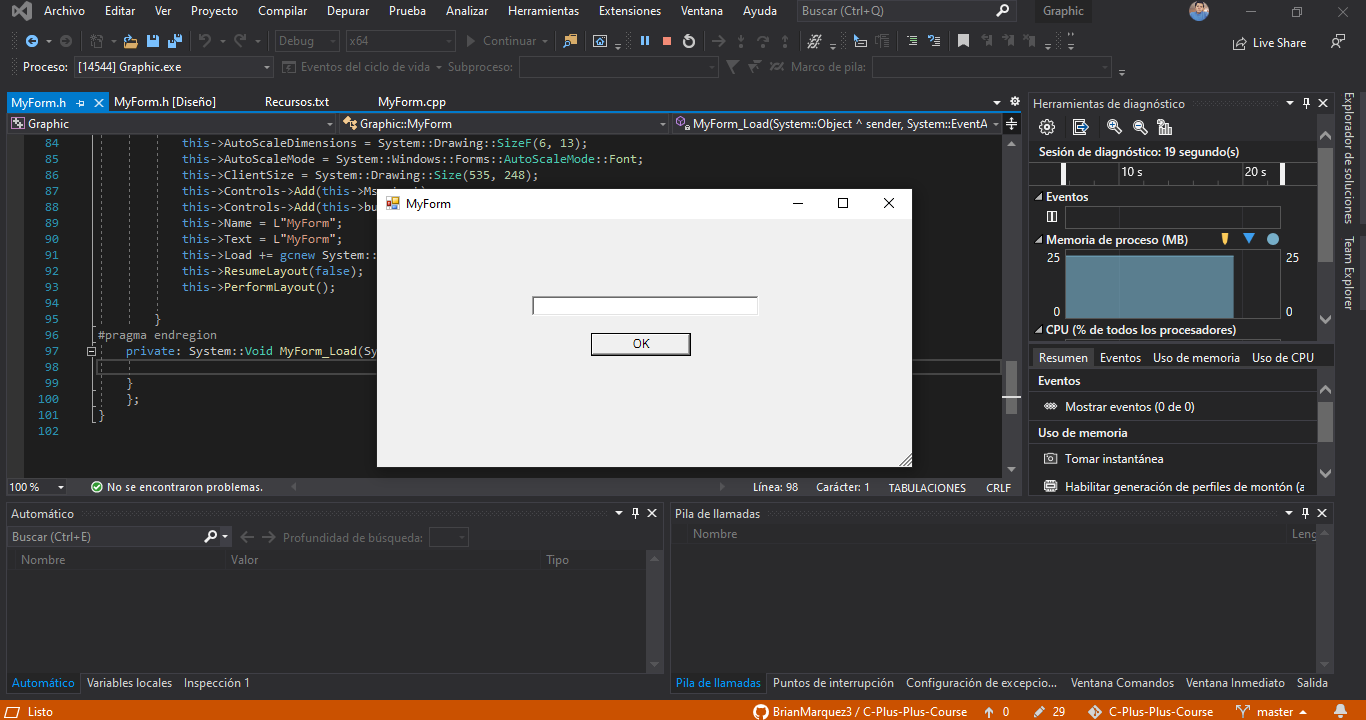 Archivo Editar Ver Proyecto Compilar Depurar Prueba Analizar Herramientas Extensiones Ventana Ayuda Buscar (Ctrl+Q) Graphic
Debug x64 Continuar Live Share
Proceso: [14544] Graphic.exe Eventos del ciclo de vida Subproceso: Marco de pila:
MyForm.h MyForm.h [Diseño] Recursos.txt MyForm.cpp
Graphic Graphic::MyForm MyForm_Load(System::Object ^ sender, System::EventA
84 this->AutoScaleDimensions = System::Drawing::SizeF(6, 13);
85 this->AutoScaleMode = System::Windows::Forms::AutoScaleMode::Font;
86 this->ClientSize = System::Drawing::Size(535, 248);
87 this->Controls->Add(this->Ms
88 this->Controls->Add(this->bu
89 this->Name = L"MyForm";
90 this->Text = L"MyForm";
91 this->Load += gcnew System::
92 this->ResumeLayout(false);
93 this->PerformLayout();
94
95 }
96 #pragma endregion
97 private: System::Void MyForm_Load(Sy
98
99 }
100 };
101 }
102
MyForm
OK
100 % No se encontraron problemas. Línea: 98 Carácter: 1 TABULACIONES CRLF
Herramientas de diagnóstico
Sesión de diagnóstico: 19 segundo(s)
10 s 20 s
Eventos
Memoria de proceso (MB)
25 25
0 0
CPU (% de todos los procesadores)
Resumen Eventos Uso de memoria Uso de CPU
Eventos
Mostrar eventos (0 de 0)
Uso de memoria
Tomar instantánea
Habilitar generación de perfiles de montón (a
Explorador de soluciones
Team Explorer
Automático
Buscar (Ctrl+E) Profundidad de búsqueda:
Nombre Valor Tipo
Automático Variables locales Inspección 1
Pila de llamadas
Nombre Leng
Pila de llamadas Puntos de interrupción Configuración de excepcio... Ventana Comandos Ventana Inmediato Salida
Listo BrianMarquez3 / C-Plus-Plus-Course 0 29 C-Plus-Plus-Course master